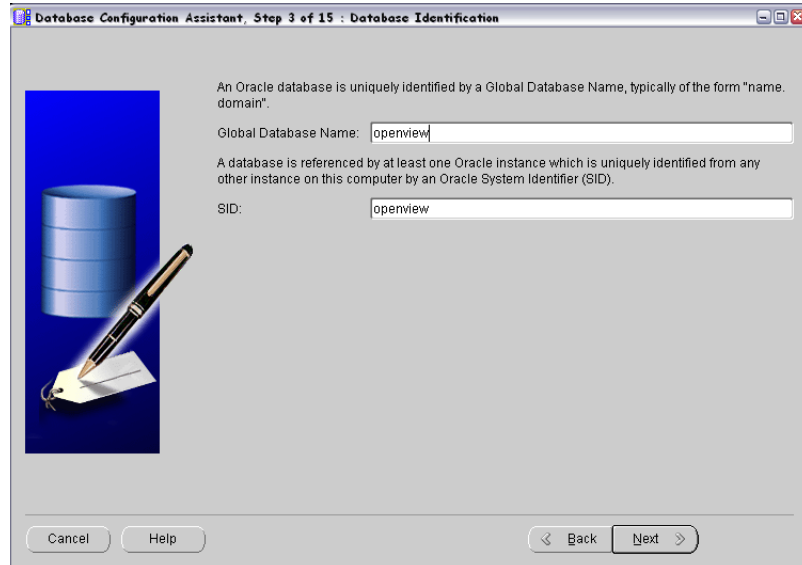 Database Configuration Assistant, Step 3 of 15 : Database Identification
An Oracle database is uniquely identified by a Global Database Name, typically of the form "name.
domain".
Global Database Name: openview
A database is referenced by at least one Oracle instance which is uniquely identified from any
other instance on this computer by an Oracle System Identifier (SID).
SID: openview
Cancel Help Back Next